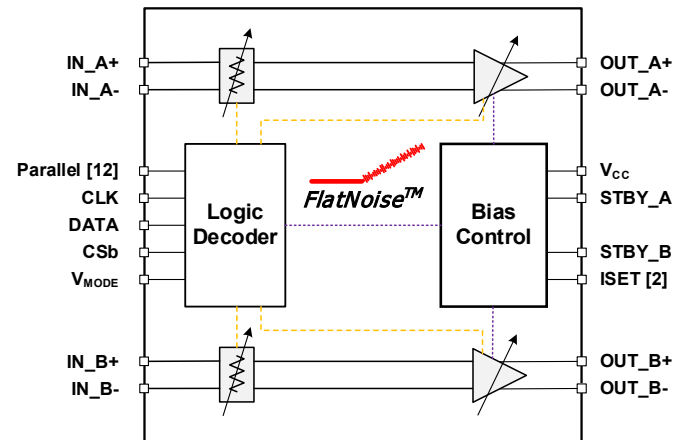 IN_A+
IN_A-
OUT_A+
OUT_A-
Parallel [12]
CLK
DATA
CSb
VMODE
Logic
Decoder
FlatNoise™
Bias
Control
VCC
STBY_A
STBY_B
ISET [2]
IN_B+
IN_B-
OUT_B+
OUT_B-